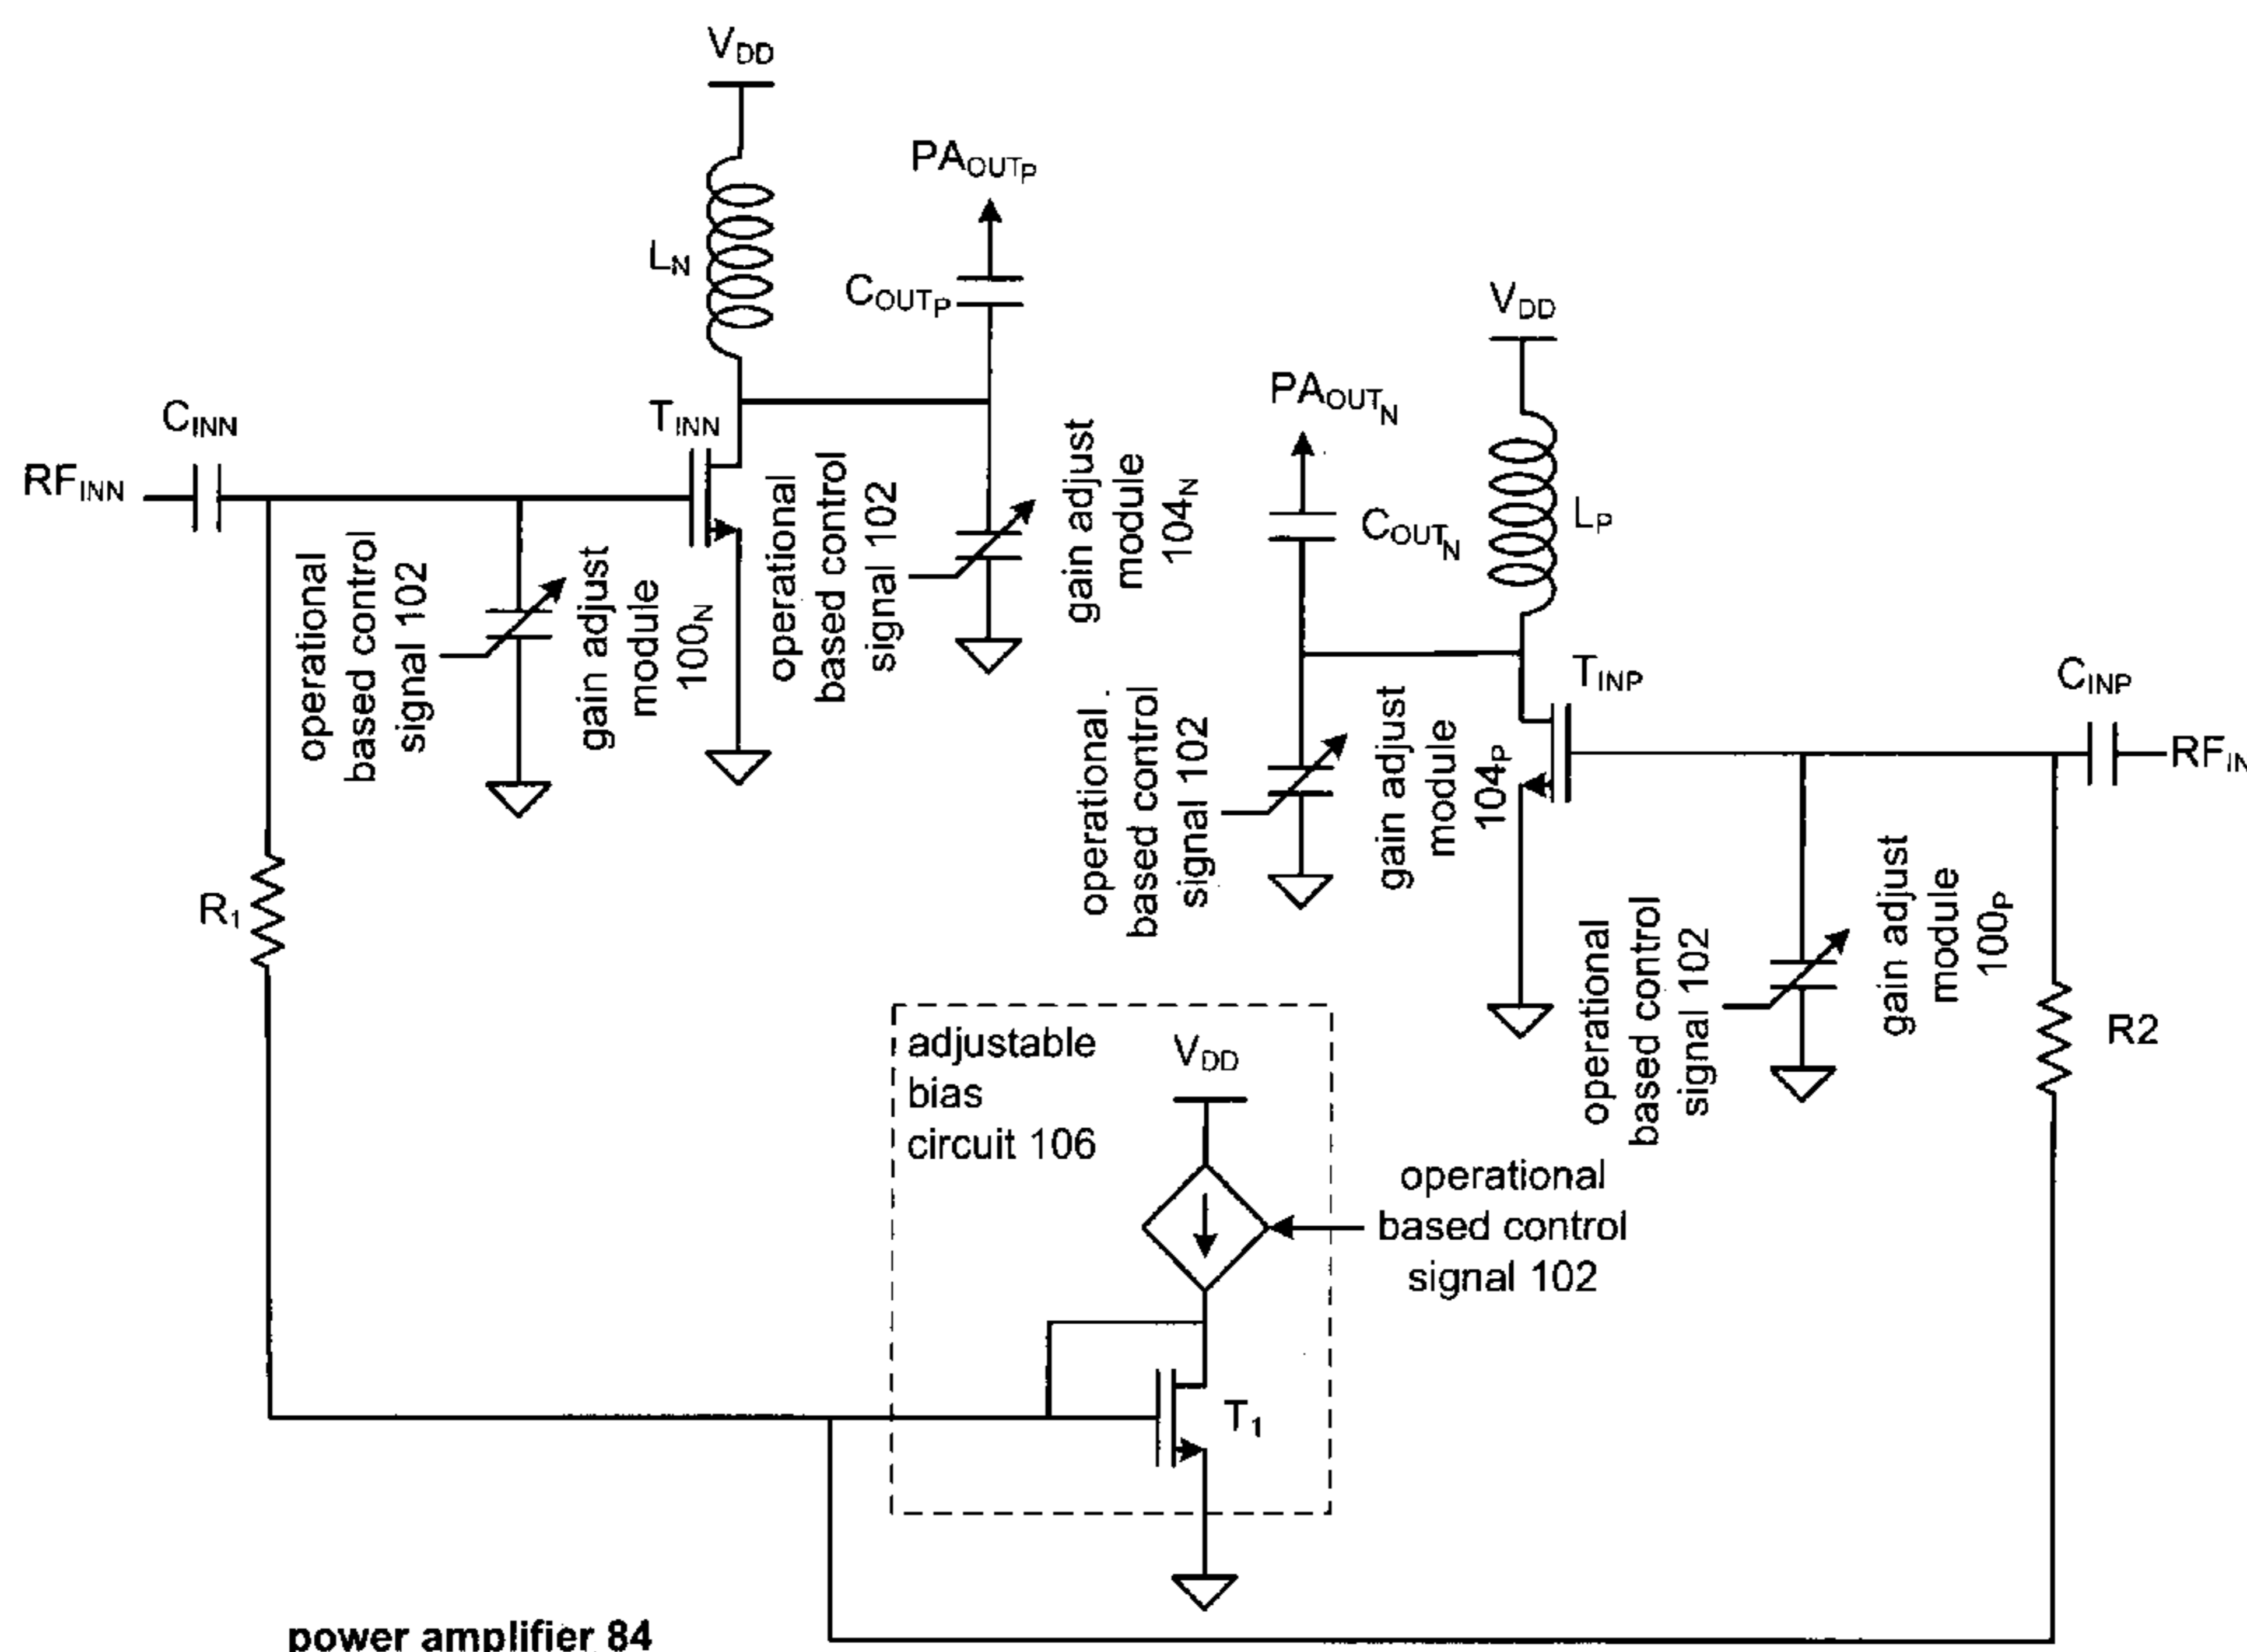 VDD
PAOUTP
LN
COUTP
VDD
PAOUTN
CINN
TINN
RFINN
operational
based control
signal 102
gain adjust
module
100N
operational
based control
signal 102
gain adjust
module
104N
COUTN
LP
TINP
CINP
RFIN
operational
based control
signal 102
gain adjust
module
104P
operational
based control
signal 102
gain adjust
module
100P
R1
R2
adjustable
bias
circuit 106
VDD
operational
based control
signal 102
T1
power amplifier 84